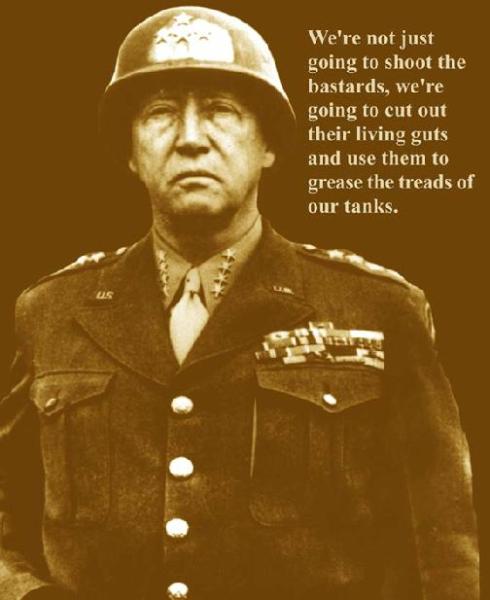 We're not just
going to shoot the
bastards, we're
going to cut out
their living guts
and use them to
grease the treads of
our tanks.
U.S
U.S.